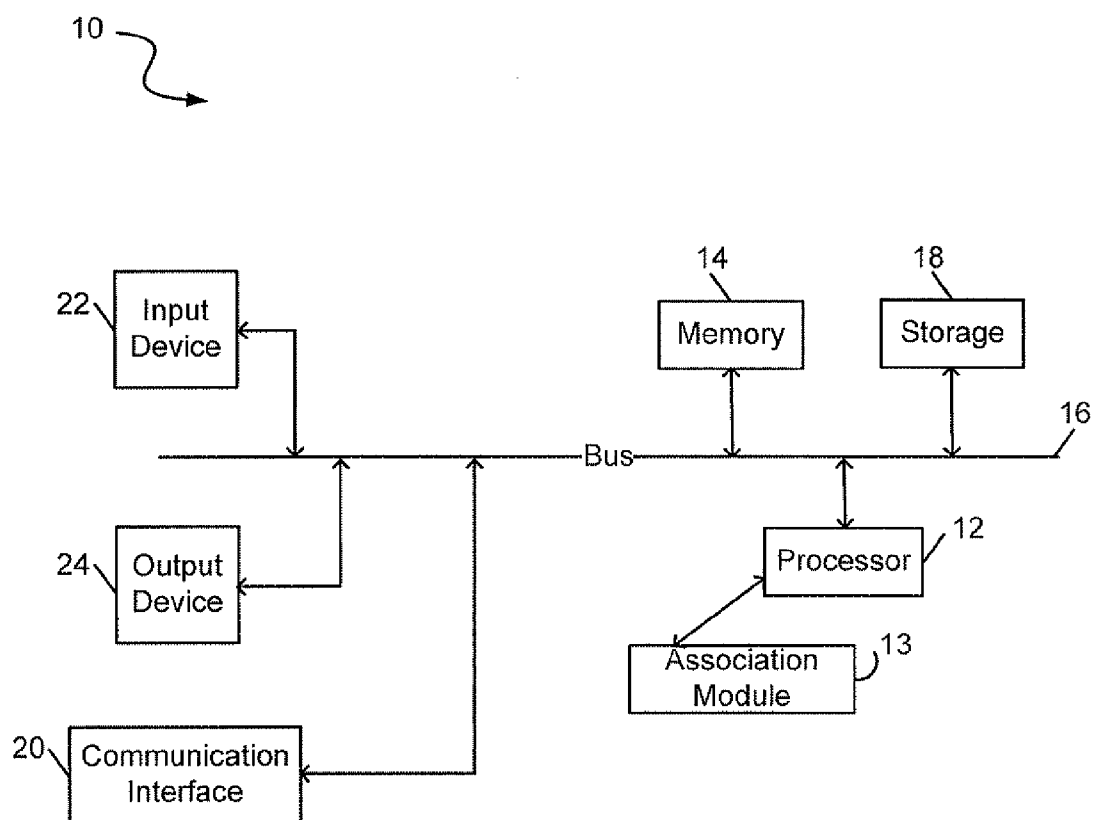 10
14
18
22
Input
Device
Memory
Storage
16
Bus
24
Output
Device
12
Processor
13
Association
Module
20
Communication
Interface